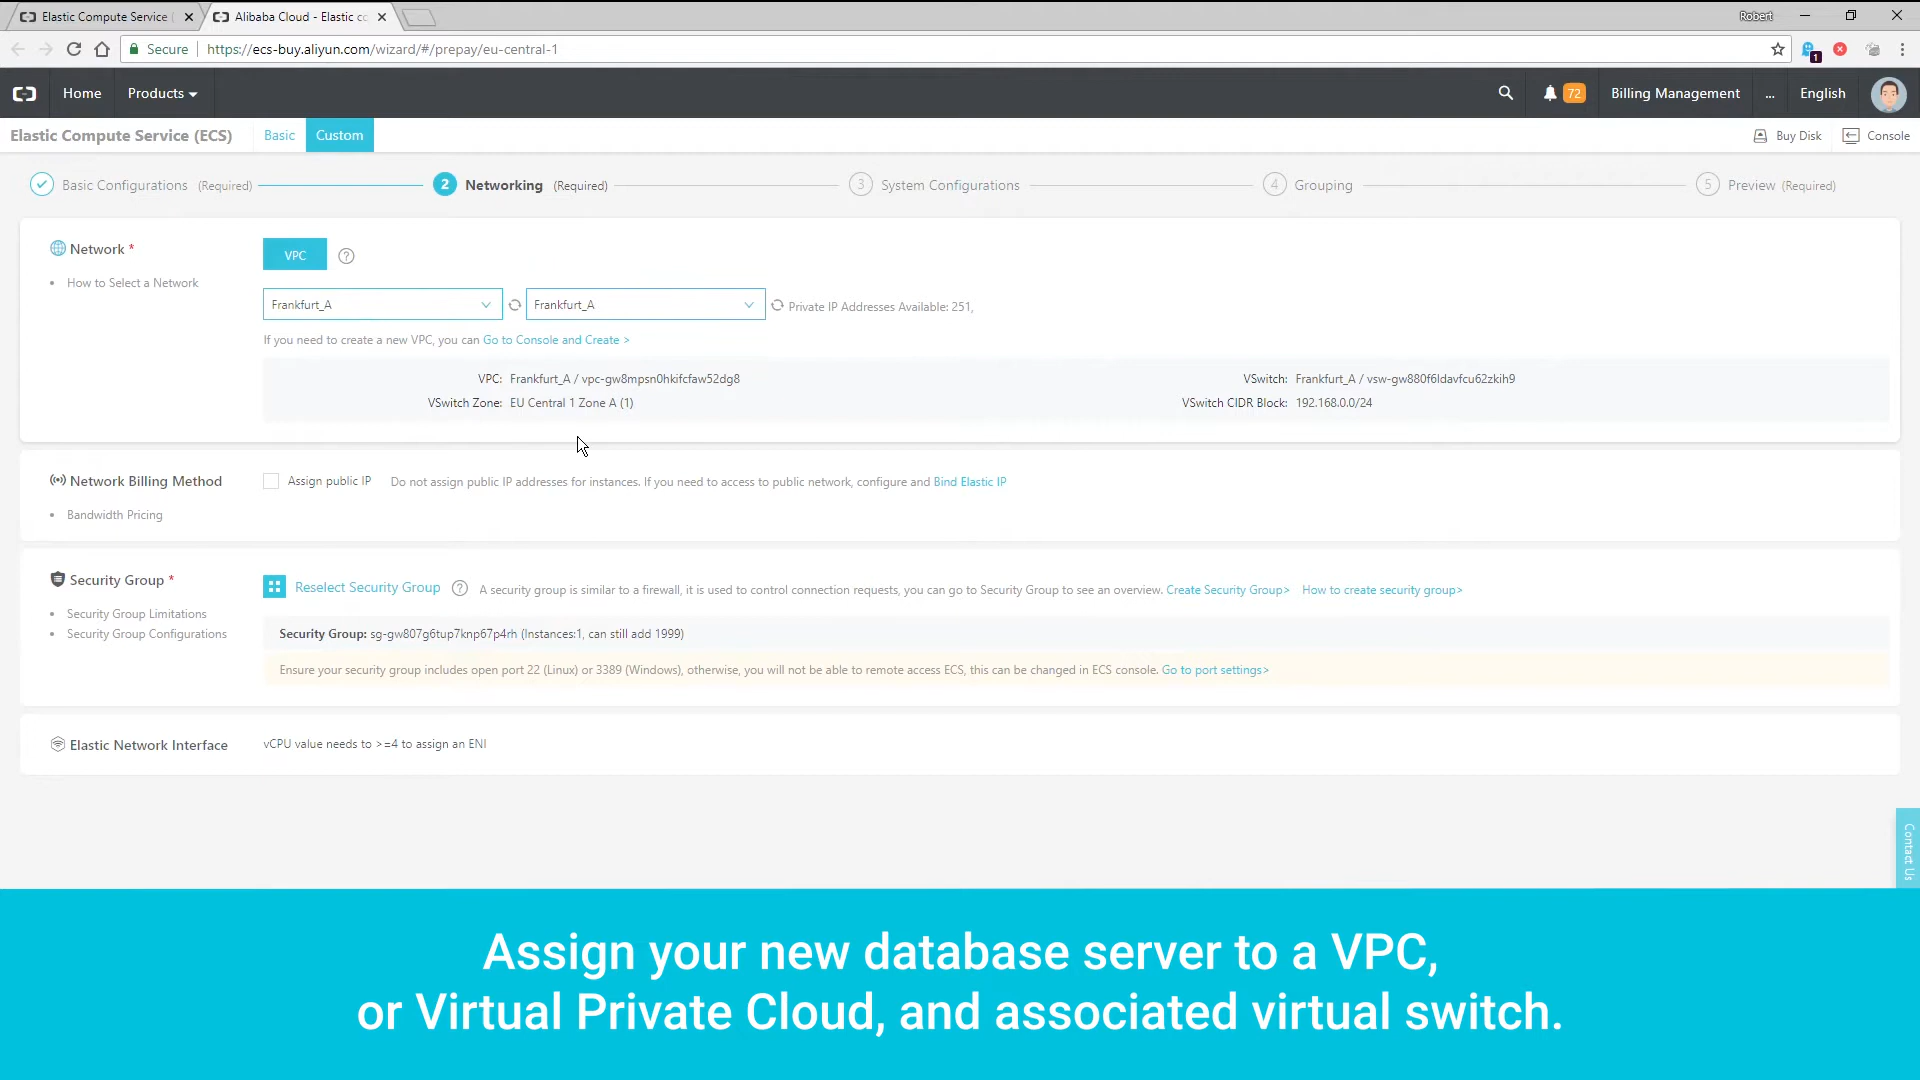 Elastic Compute Service (
Alibaba Cloud - Elastic co
Robert
Secure https://ecs-buy.aliyun.com/wizard/#/prepay/eu-central-1
1
Home Products 72 Billing Management ... English
Elastic Compute Service (ECS) Basic Custom Buy Disk Console
Basic Configurations (Required) 2 Networking (Required) 3 System Configurations 4 Grouping 5 Preview (Required)
Network * VPC ?
• How to Select a Network
Frankfurt_A Frankfurt_A Private IP Addresses Available: 251,
If you need to create a new VPC, you can Go to Console and Create >
VPC: Frankfurt_A / vpc-gw8mpsn0hkifcfaw52dg8 VSwitch: Frankfurt_A / vsw-gw880f6ldavfcu62zkih9
VSwitch Zone: EU Central 1 Zone A (1) VSwitch CIDR Block: 192.168.0.0/24
Network Billing Method Assign public IP Do not assign public IP addresses for instances. If you need to access to public network, configure and Bind Elastic IP
• Bandwidth Pricing
Security Group * Reselect Security Group ? A security group is similar to a firewall, it is used to control connection requests, you can go to Security Group to see an overview. Create Security Group> How to create security group>
• Security Group Limitations
• Security Group Configurations
Security Group: sg-gw807g6tup7knp67p4rh (Instances:1, can still add 1999)
Ensure your security group includes open port 22 (Linux) or 3389 (Windows), otherwise, you will not be able to remote access ECS, this can be changed in ECS console. Go to port settings>
Elastic Network Interface vCPU value needs to >=4 to assign an ENI
Contact Us
Assign your new database server to a VPC,
or Virtual Private Cloud, and associated virtual switch.